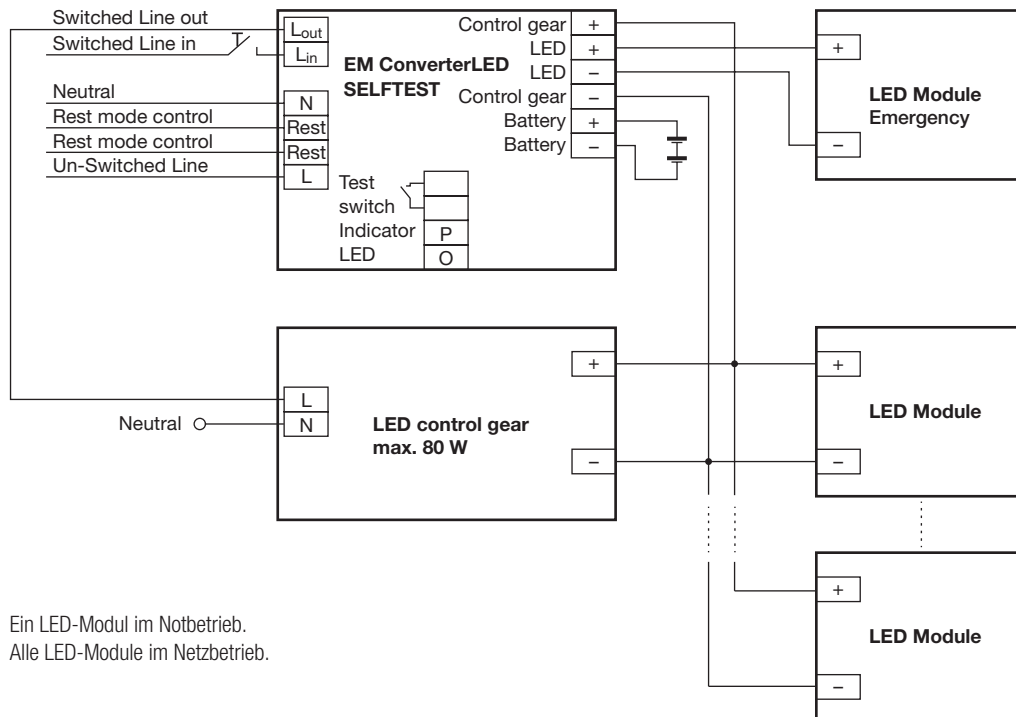 Switched Line out
Switched Line in
Neutral
Rest mode control
Rest mode control
Un-Switched Line
Lout
Lin
N
Rest
Rest
L
EM ConverterLED
SELFTEST
Test
switch
Indicator
LED
P
O
Control gear +
LED +
LED –
Control gear –
Battery +
Battery –
+
–
LED Module
Emergency
L
N
Neutral
LED control gear
max. 80 W
+
–
+
–
LED Module
+
–
LED Module
Ein LED-Modul im Notbetrieb.
Alle LED-Module im Netzbetrieb.